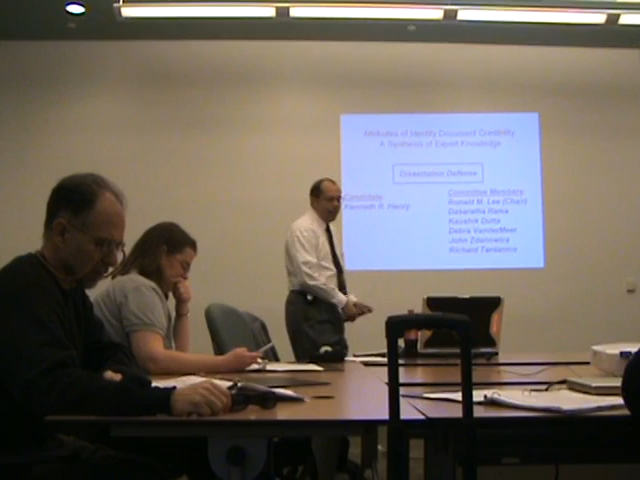 Attributes of Identity Document Credibility
A Synthesis of Expert Knowledge
Dissertation Defense
Candidate
Kenneth R. Henry
Committee Members
Ronald M. Lee (Chair)
Dasaratha Rama
Kaushik Dutta
Debra VanderMeer
John Zdanowicz
Richard